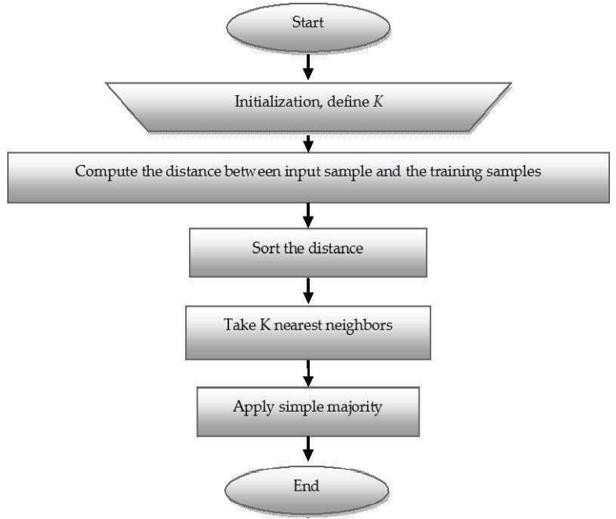 Start
Initialization, define K
Compute the distance between input sample and the training samples
Sort the distance
Take K nearest neighbors
Apply simple majority
End